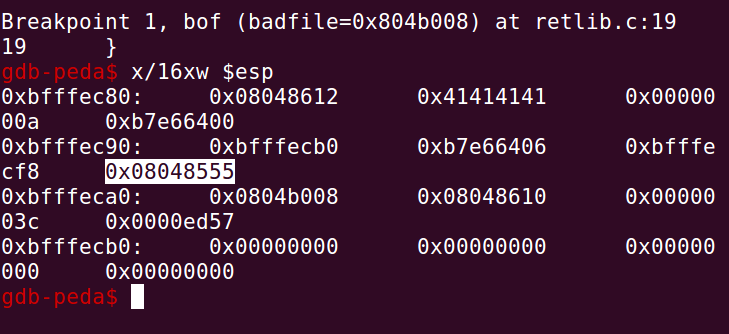 Breakpoint 1, bof (badfile=0x804b008) at retlib.c:19
19      }
gdb-peda$ x/16xw $esp
0xbfffec80:     0x08048612      0x41414141      0x00000
00a     0xb7e66400
0xbfffec90:     0xbfffecb0      0xb7e66406      0xbfffe
cf8     0x08048555
0xbfffeca0:     0x0804b008      0x08048610      0x00000
03c     0x0000ed57
0xbfffecb0:     0x00000000      0x00000000      0x00000
000     0x00000000
gdb-peda$